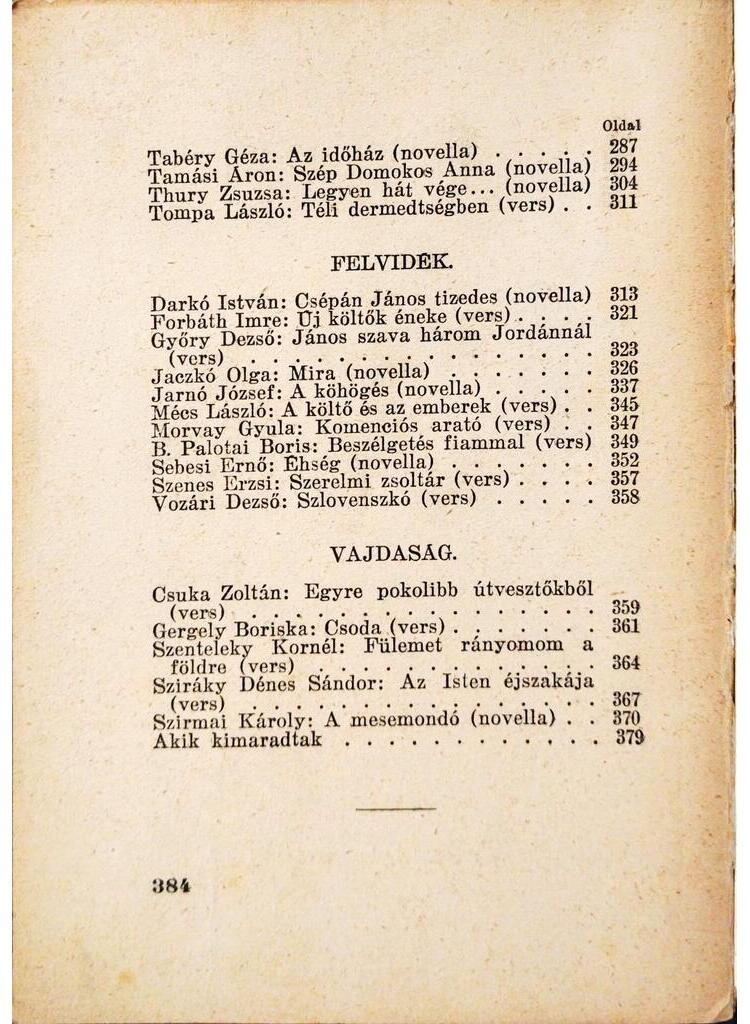 Oldal
Tabéry Géza: Az időház (novella) . . . . . 287
Tamási Áron: Szép Domokos Anna (novella) 294
Thury Zsuzsa: Legyen hát vége... (novella) 304
Tompa László: Téli dermedtségben (vers) . . 311
FELVIDÉK.
Darkó István: Csépán János tizedes (novella) 313
Forbáth Imre: Új költők éneke (vers) . . . . 321
Győry Dezső: János szava három Jordánnál
(vers) . . . . . . . . . . . . . . . . 323
Jaczkó Olga: Mira (novella) . . . . . . . 326
Jarnó József: A köhögés (novella) . . . . . 337
Mécs László: A költő és az emberek (vers) . . 345
Morvay Gyula: Komenciós arató (vers) . . 347
B. Palotai Boris: Beszélgetés fiammal (vers) 349
Sebesi Ernő: Éhség (novella) . . . . . . . 352
Szenes Erzsi: Szerelmi zsoltár (vers) . . . . 357
Vozári Dezső: Szlovenszkó (vers) . . . . . 358
VAJDASÁG.
Csuka Zoltán: Egyre pokolibb útvesztőkből
(vers) . . . . . . . . . . . . . . . . 359
Gergely Boriska: Csoda (vers) . . . . . . . 361
Szenteleky Kornél: Fülemet rányomom a
földre (vers) . . . . . . . . . . . . . 364
Sziráky Dénes Sándor: Az Isten éjszakája
(vers) . . . . . . . . . . . . . . . . 367
Szirmai Károly: A mesemondó (novella) . . 370
Akik kimaradtak . . . . . . . . . . . . 379
384